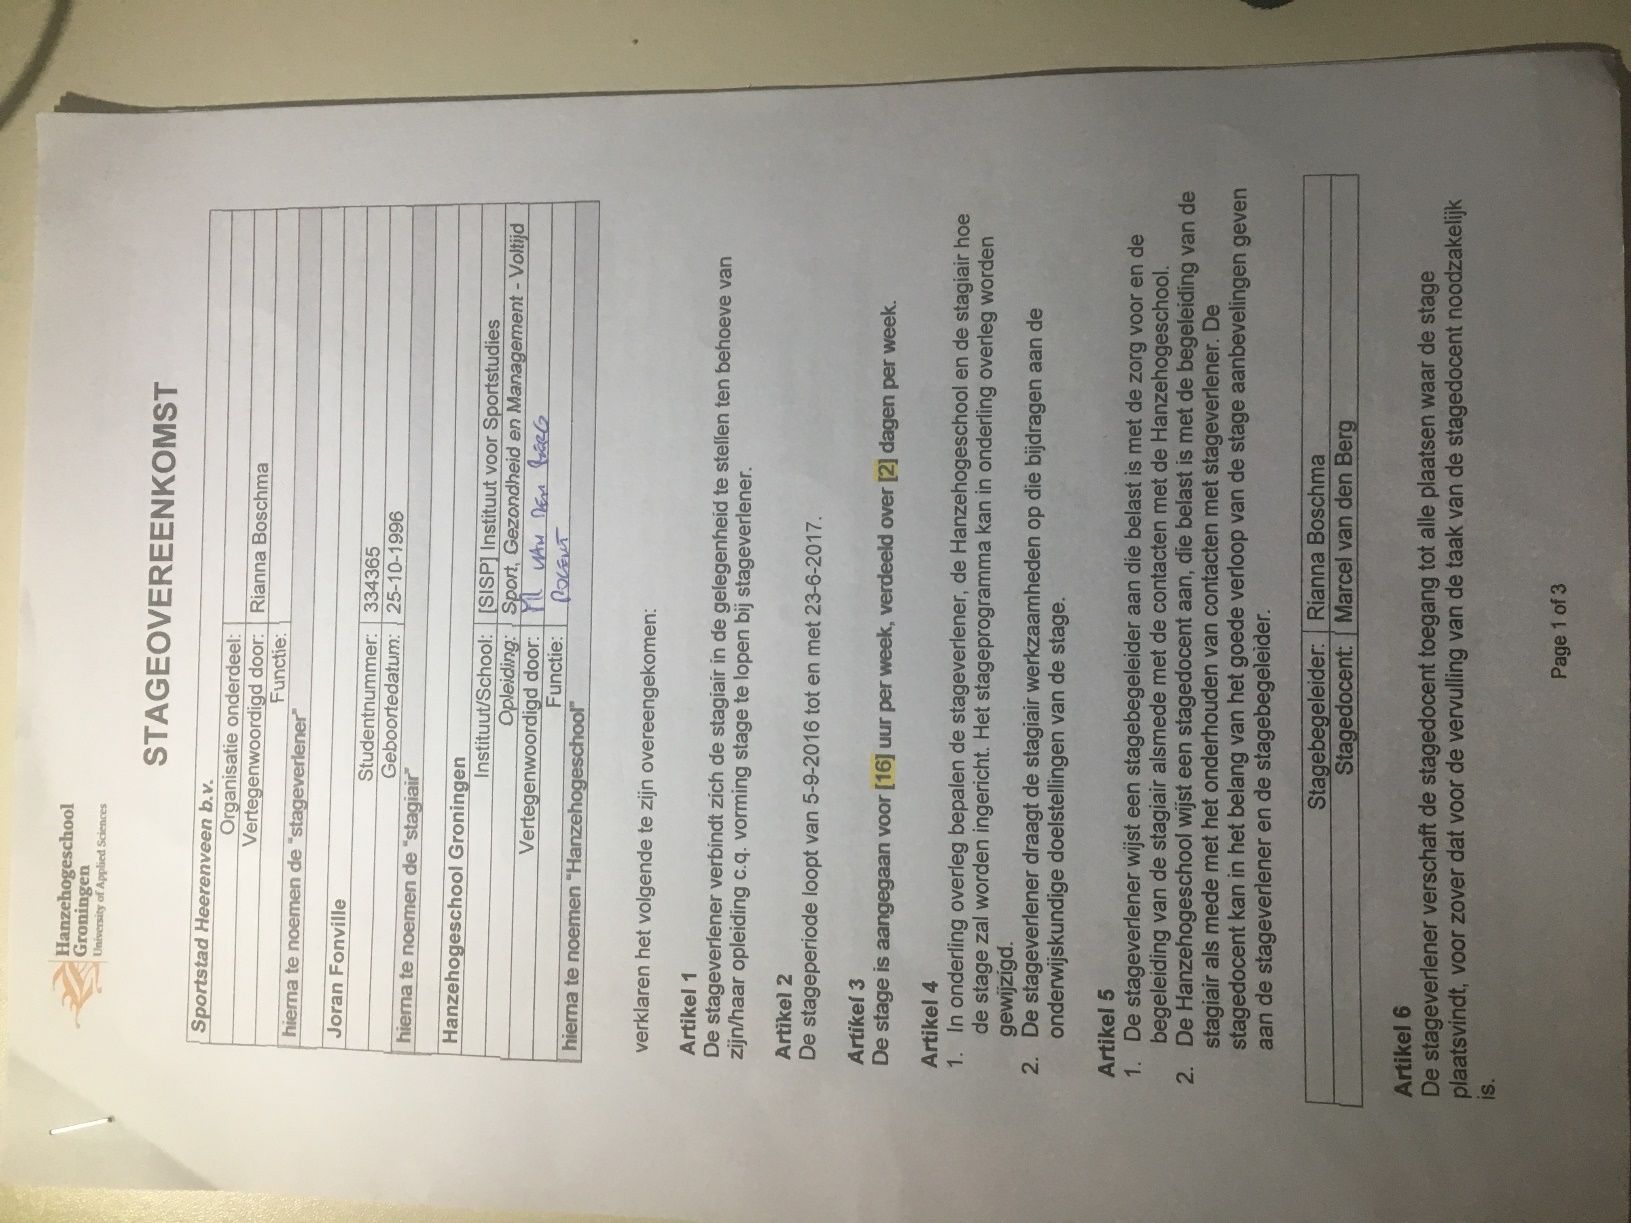 Hanzehogeschool
Groningen
University of Applied Sciences
STAGEOVEREENKOMST
Sportstad Heerenveen b.v.
Organisatie onderdeel:
Vertegenwoordigd door: Rianna Boschma
Functie:
hierna te noemen de "stageverlener"
Joran Fonville
Studentnummer: 334365
Geboortedatum: 25-10-1996
hierna te noemen de "stagiair"
Hanzehogeschool Groningen
Instituut/School: [SISP] Instituut voor Sportstudies
Opleiding: Sport, Gezondheid en Management - Voltijd
Vertegenwoordigd door: M VAN DEN BERG
Functie: DOCENT
hierna te noemen "Hanzehogeschool"
verklaren het volgende te zijn overeengekomen:
Artikel 1
De stageverlener verbindt zich de stagiair in de gelegenheid te stellen ten behoeve van
zijn/haar opleiding c.q. vorming stage te lopen bij stageverlener.
Artikel 2
De stageperiode loopt van 5-9-2016 tot en met 23-6-2017.
Artikel 3
De stage is aangegaan voor [16] uur per week, verdeeld over [2] dagen per week.
Artikel 4
1. In onderling overleg bepalen de stageverlener, de Hanzehogeschool en de stagiair hoe
de stage zal worden ingericht. Het stageprogramma kan in onderling overleg worden
gewijzigd.
2. De stageverlener draagt de stagiair werkzaamheden op die bijdragen aan de
onderwijskundige doelstellingen van de stage.
Artikel 5
1. De stageverlener wijst een stagebegeleider aan die belast is met de zorg voor en de
begeleiding van de stagiair alsmede met de contacten met de Hanzehogeschool.
2. De Hanzehogeschool wijst een stagedocent aan, die belast is met de begeleiding van de
stagiair als mede met het onderhouden van contacten met stageverlener. De
stagedocent kan in het belang van het goede verloop van de stage aanbevelingen geven
aan de stageverlener en de stagebegeleider.
Stagebegeleider: Rianna Boschma
Stagedocent: Marcel van den Berg
Artikel 6
De stageverlener verschaft de stagedocent toegang tot alle plaatsen waar de stage
plaatsvindt, voor zover dat voor de vervulling van de taak van de stagedocent noodzakelijk
is.
Page 1 of 3